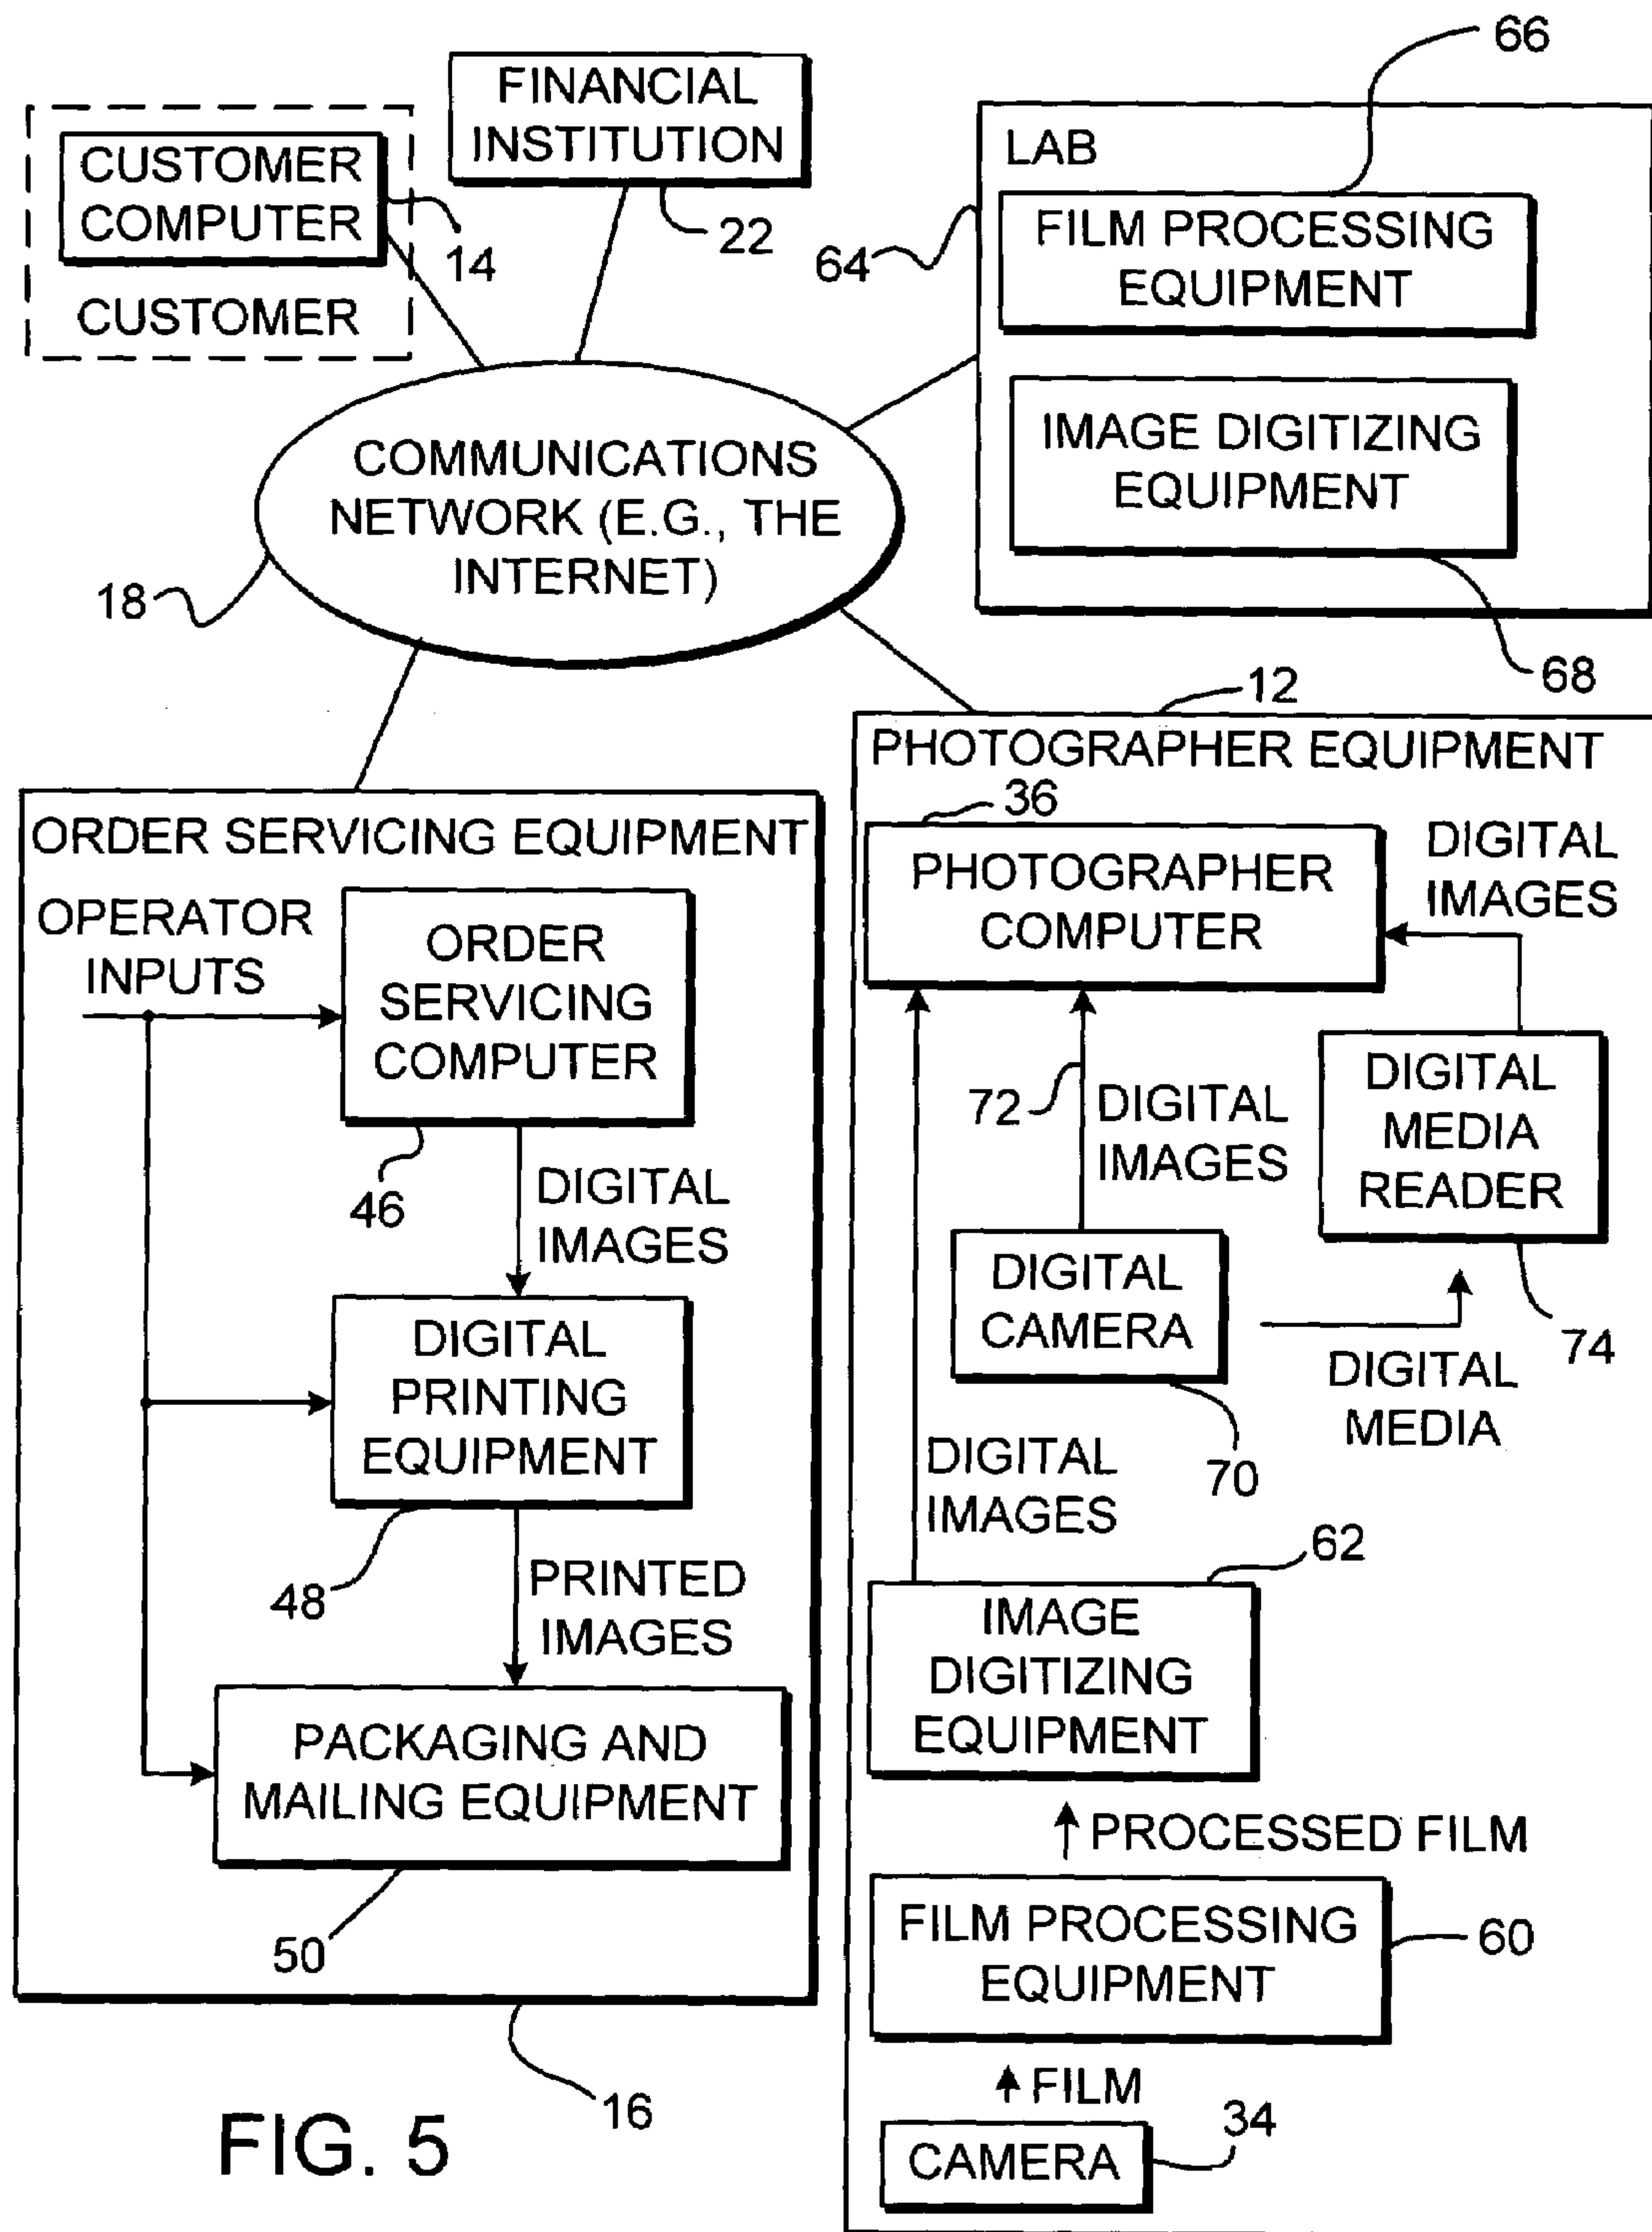 66
FINANCIAL
INSTITUTION
22
CUSTOMER
COMPUTER
14
CUSTOMER
LAB
64
FILM PROCESSING
EQUIPMENT
IMAGE DIGITIZING
EQUIPMENT
68
COMMUNICATIONS
NETWORK (E.G., THE
INTERNET)
18
12
ORDER SERVICING EQUIPMENT
OPERATOR
INPUTS
ORDER
SERVICING
COMPUTER
46
DIGITAL
IMAGES
DIGITAL
PRINTING
EQUIPMENT
48
PRINTED
IMAGES
PACKAGING AND
MAILING EQUIPMENT
50
16
PHOTOGRAPHER EQUIPMENT
36
PHOTOGRAPHER
COMPUTER
DIGITAL
IMAGES
72
DIGITAL
IMAGES
DIGITAL
MEDIA
READER
74
DIGITAL
CAMERA
70
DIGITAL
MEDIA
DIGITAL
IMAGES
62
IMAGE
DIGITIZING
EQUIPMENT
PROCESSED FILM
FILM PROCESSING
EQUIPMENT
60
FILM
34
CAMERA
FIG. 5